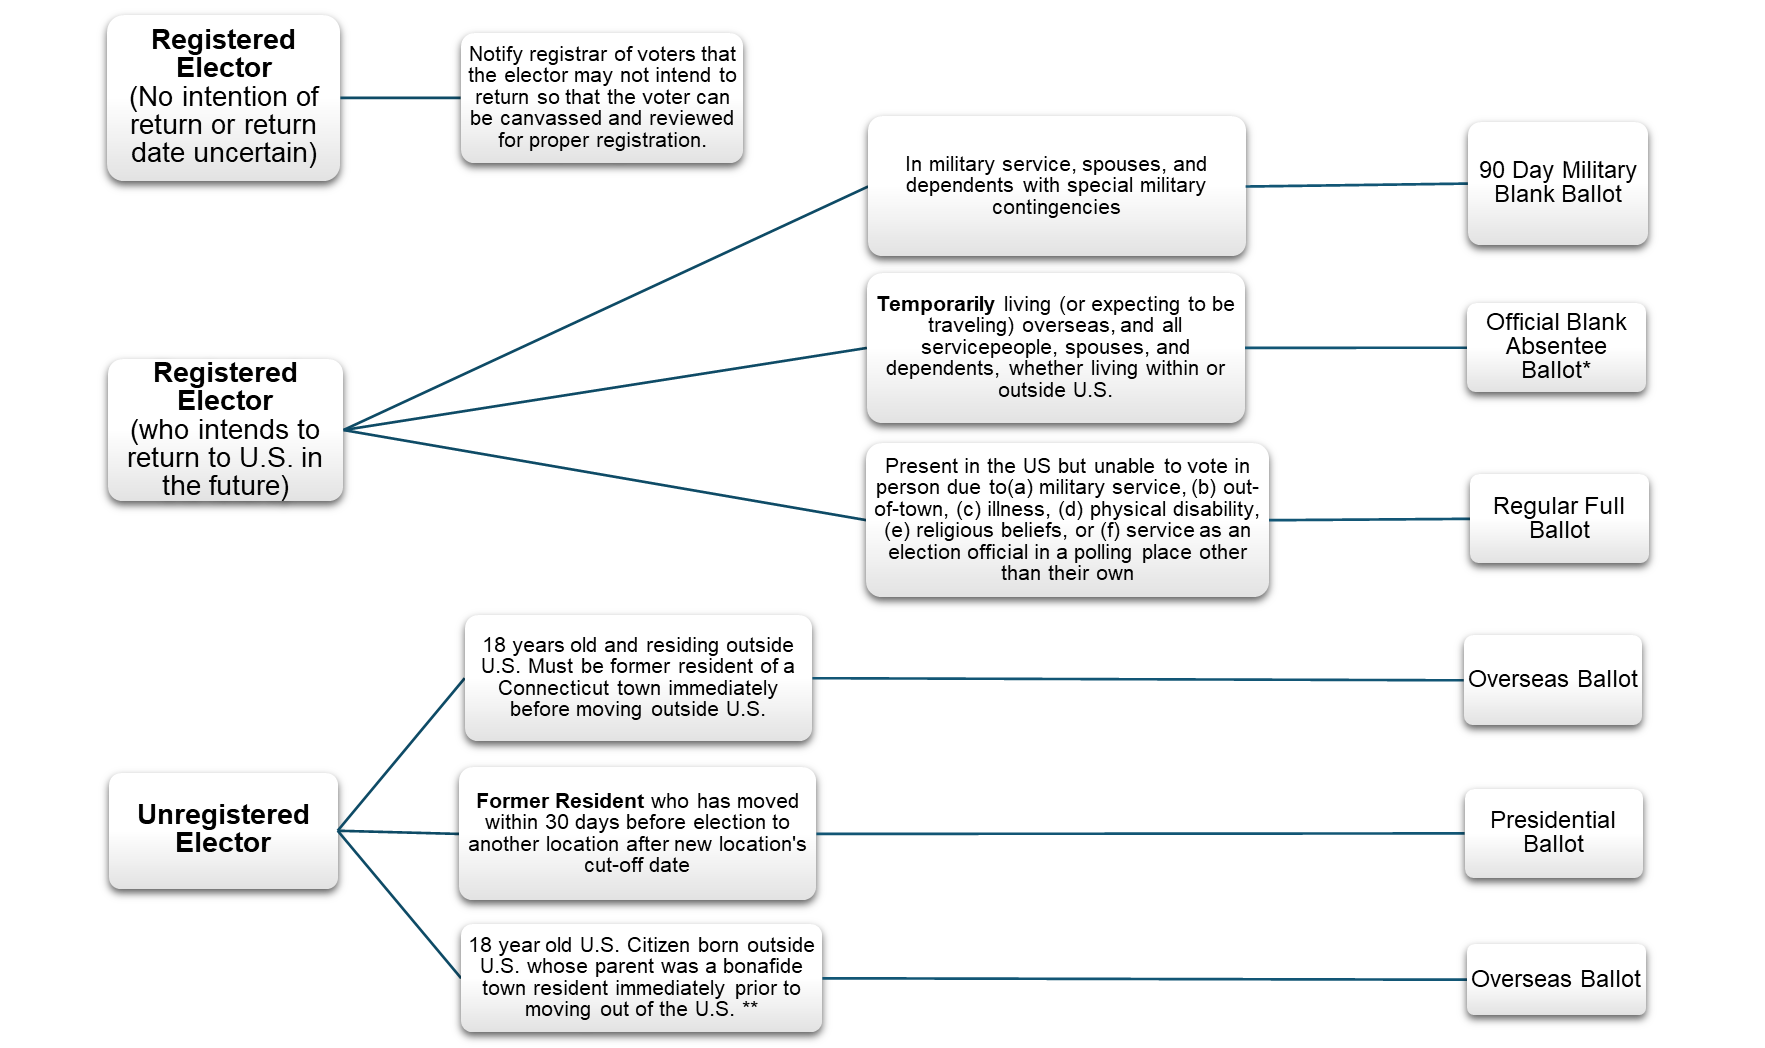 Registered
Elector
(No intention of
return or return
date uncertain)
Notify registrar of voters that
the elector may not intend to
return so that the voter can
be canvassed and reviewed
for proper registration.
Registered
Elector
(who intends to
return to U.S. in
the future)
In military service, spouses, and
dependents with special military
contingencies
90 Day Military
Blank Ballot
Temporarily living (or expecting to be
traveling) overseas, and all
servicepeople, spouses, and
dependents, whether living within or
outside U.S.
Official Blank
Absentee
Ballot*
Present in the US but unable to vote in
person due to(a) military service, (b) out-
of-town, (c) illness, (d) physical disability,
(e) religious beliefs, or (f) service as an
election official in a polling place other
than their own
Regular Full
Ballot
Unregistered
Elector
18 years old and residing outside
U.S. Must be former resident of a
Connecticut town immediately
before moving outside U.S.
Overseas Ballot
Former Resident who has moved
within 30 days before election to
another location after new location's
cut-off date
Presidential
Ballot
18 year old U.S. Citizen born outside
U.S. whose parent was a bonafide
town resident immediately prior to
moving out of the U.S. **
Overseas Ballot